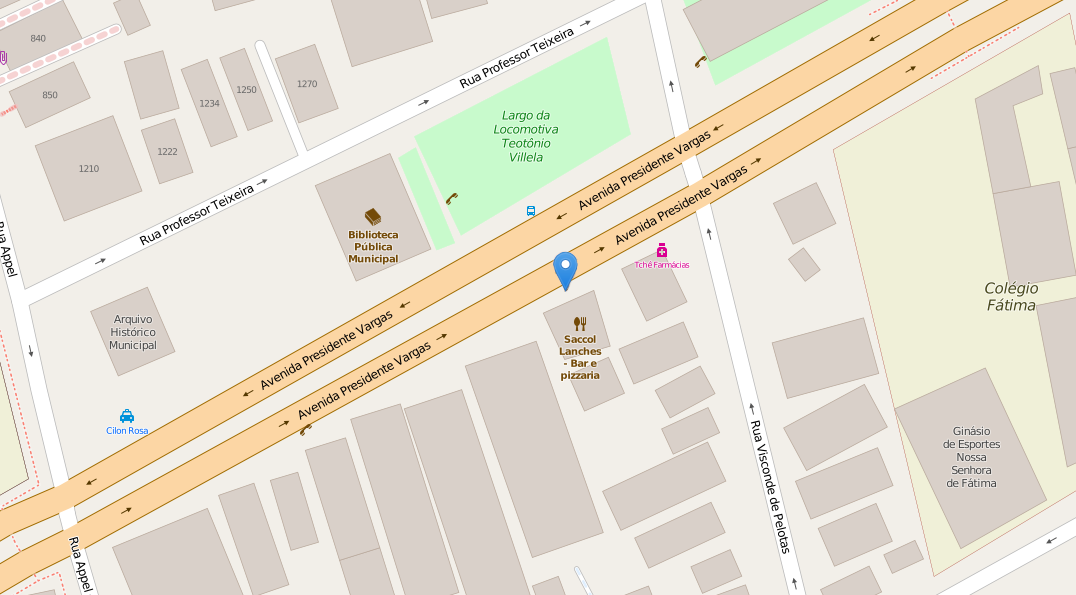 840
850
1210
1222
1234
1250
1270
Rua Professor Teixeira
Rua Professor Teixeira
Largo da
Locomotiva
Teotônio
Villela
Avenida Presidente Vargas
Avenida Presidente Vargas
Rua Appel
Biblioteca
Pública
Municipal
Tchê Farmácias
Colégio
Fátima
Arquivo
Histórico
Municipal
Avenida Presidente Vargas
Avenida Presidente Vargas
Saccol
Lanches
- Bar e
pizzaria
Cilon Rosa
Rua Visconde de Pelotas
Ginásio
de Esportes
Nossa
Senhora
de Fátima
Rua Appel